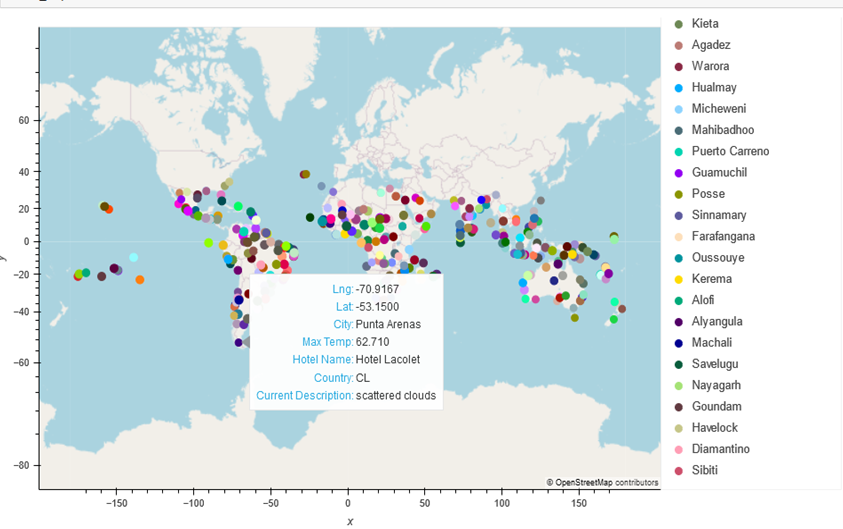 Kieta
Agadez
Warora
Hualmay
Micheweni
Mahibadhoo
Puerto Carreno
Guamuchil
Posse
Sinnamary
Farafangana
Oussouye
Kerema
Alofi
Alyangula
Machali
Savelugu
Nayagarh
Goundam
Havelock
Diamantino
Sibiti
60
40
20
0
−20
−40
−60
−80
y
Lng: -70.9167
Lat: -53.1500
City: Punta Arenas
Max Temp: 62.710
Hotel Name: Hotel Lacolet
Country: CL
Current Description: scattered clouds
© OpenStreetMap contributors
−150 −100 −50 0 50 100 150
x